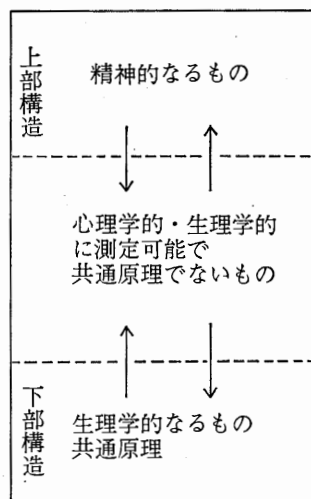 上部構造
精神的なるもの
心理学的・生理学的
に測定可能で
共通原理でないもの
下部構造
生理学的なるもの
共通原理